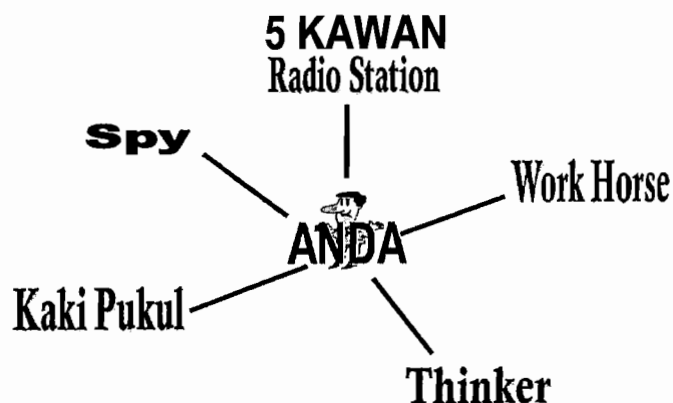 5 KAWAN
Radio Station
Spy
Work Horse
ANDA
Kaki Pukul
Thinker